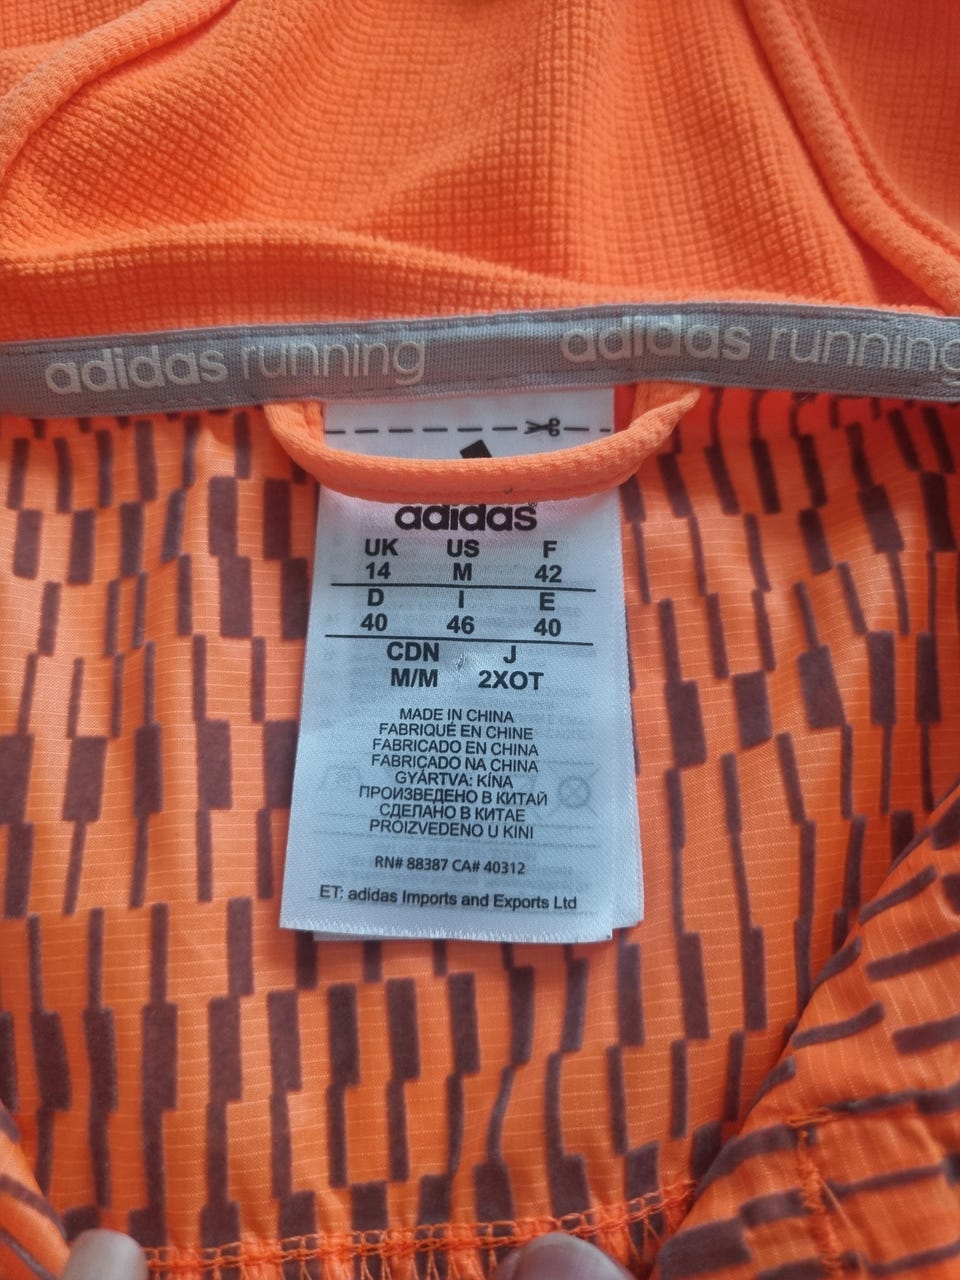 adidas running adidas running
adidas®
UK US F
14 M 42
D I E
40 46 40
CDN J
M/M 2XOT
MADE IN CHINA
FABRIQUÉ EN CHINE
FABRICADO EN CHINA
FABRICADO NA CHINA
GYÁRTVA: KÍNA
ПРОИЗВЕДЕНО В КИТАЙ
СДЕЛАНО В КИТАЕ
PROIZVEDENO U KINI
RN# 88387 CA# 40312
ET: adidas Imports and Exports Ltd